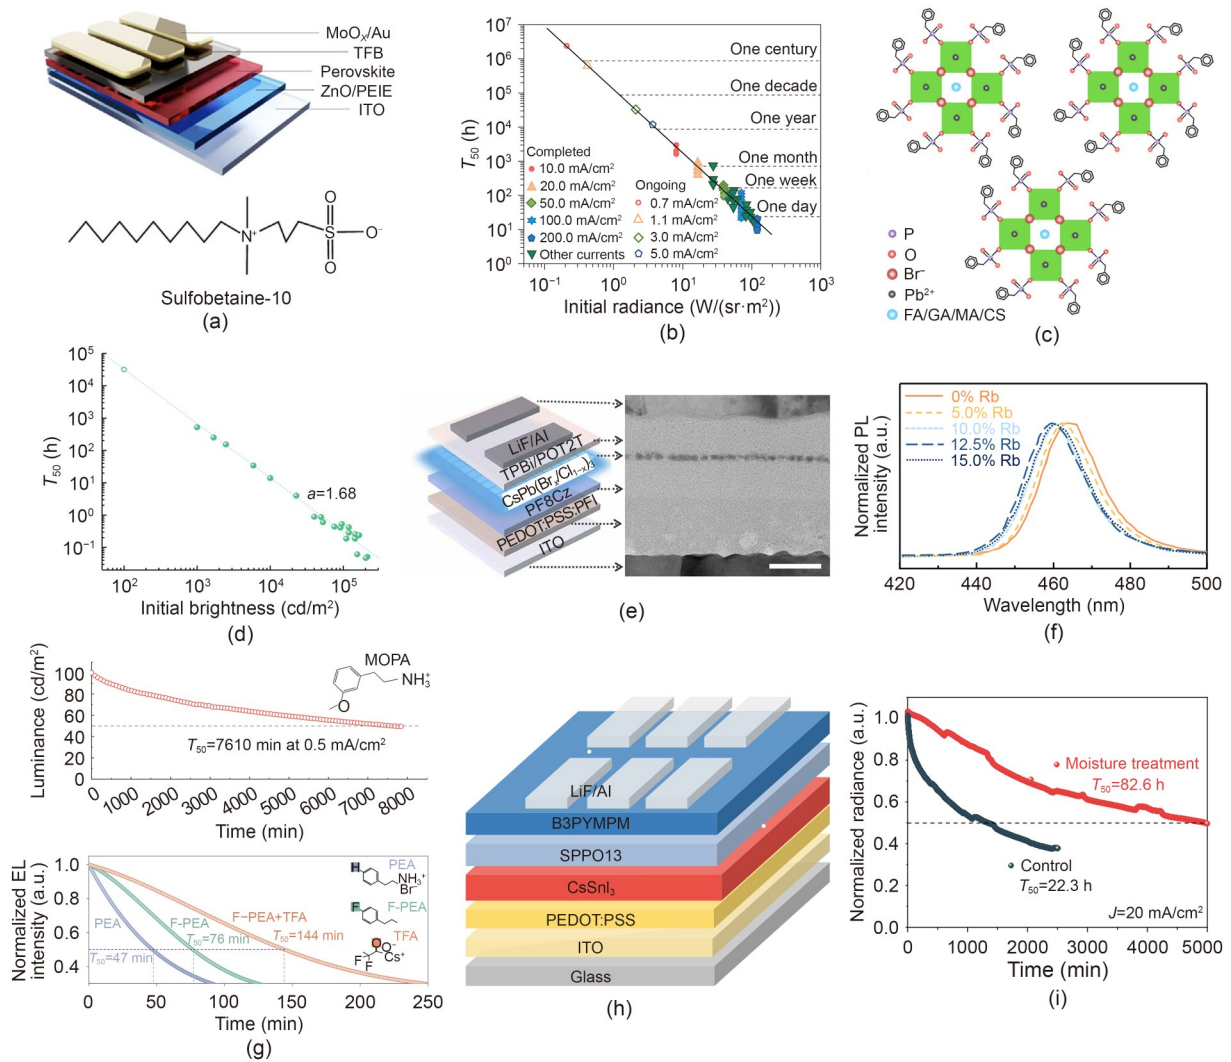 MoOx/Au
TFB
Perovskite
ZnO/PEIE
ITO
N+
S
O
O
O−
Sulfobetaine-10
(a)
T50 (h)
10^7
10^6
10^5
10^4
10^3
10^2
10^1
10^0
One century
One decade
One year
One month
One week
One day
Completed
10.0 mA/cm2
20.0 mA/cm2
50.0 mA/cm2
100.0 mA/cm2
200.0 mA/cm2
Other currents
Ongoing
0.7 mA/cm2
1.1 mA/cm2
3.0 mA/cm2
5.0 mA/cm2
10^−1 10^0 10^1 10^2 10^3
Initial radiance (W/(sr·m2))
(b)
P
O
Br−
Pb2+
FA/GA/MA/CS
(c)
T50 (h)
10^5
10^4
10^3
10^2
10^1
10^0
10^−1
a=1.68
10^2 10^3 10^4 10^5
Initial brightness (cd/m2)
(d)
LiF/Al
TPBi/POT2T
CsPb(Brx/Cl1−x)3
PF8Cz
PEDOT:PSS:PFI
ITO
(e)
Normalized PL
intensity (a.u.)
0% Rb
5.0% Rb
10.0% Rb
12.5% Rb
15.0% Rb
420 440 460 480 500
Wavelength (nm)
(f)
Luminance (cd/m2)
100
80
60
40
20
0
MOPA
NH3+
O
T50=7610 min at 0.5 mA/cm2
0 1000 2000 3000 4000 5000 6000 7000 8000
Time (min)
Normalized EL
intensity (a.u.)
1.0
0.8
0.6
0.4
H PEA
NH3+
Br−
F F-PEA
TFA
O−
Cs+
F
F
PEA
T50=47 min
F-PEA
T50=76 min
F−PEA+TFA
T50=144 min
0 50 100 150 200 250
Time (min)
(g)
LiF/Al
B3PYMPM
SPPO13
CsSnI3
PEDOT:PSS
ITO
Glass
(h)
Normalized radiance (a.u.)
1.0
0.8
0.6
0.4
0.2
0.0
Moisture treatment
T50=82.6 h
Control
T50=22.3 h
J=20 mA/cm2
0 1000 2000 3000 4000 5000
Time (min)
(i)